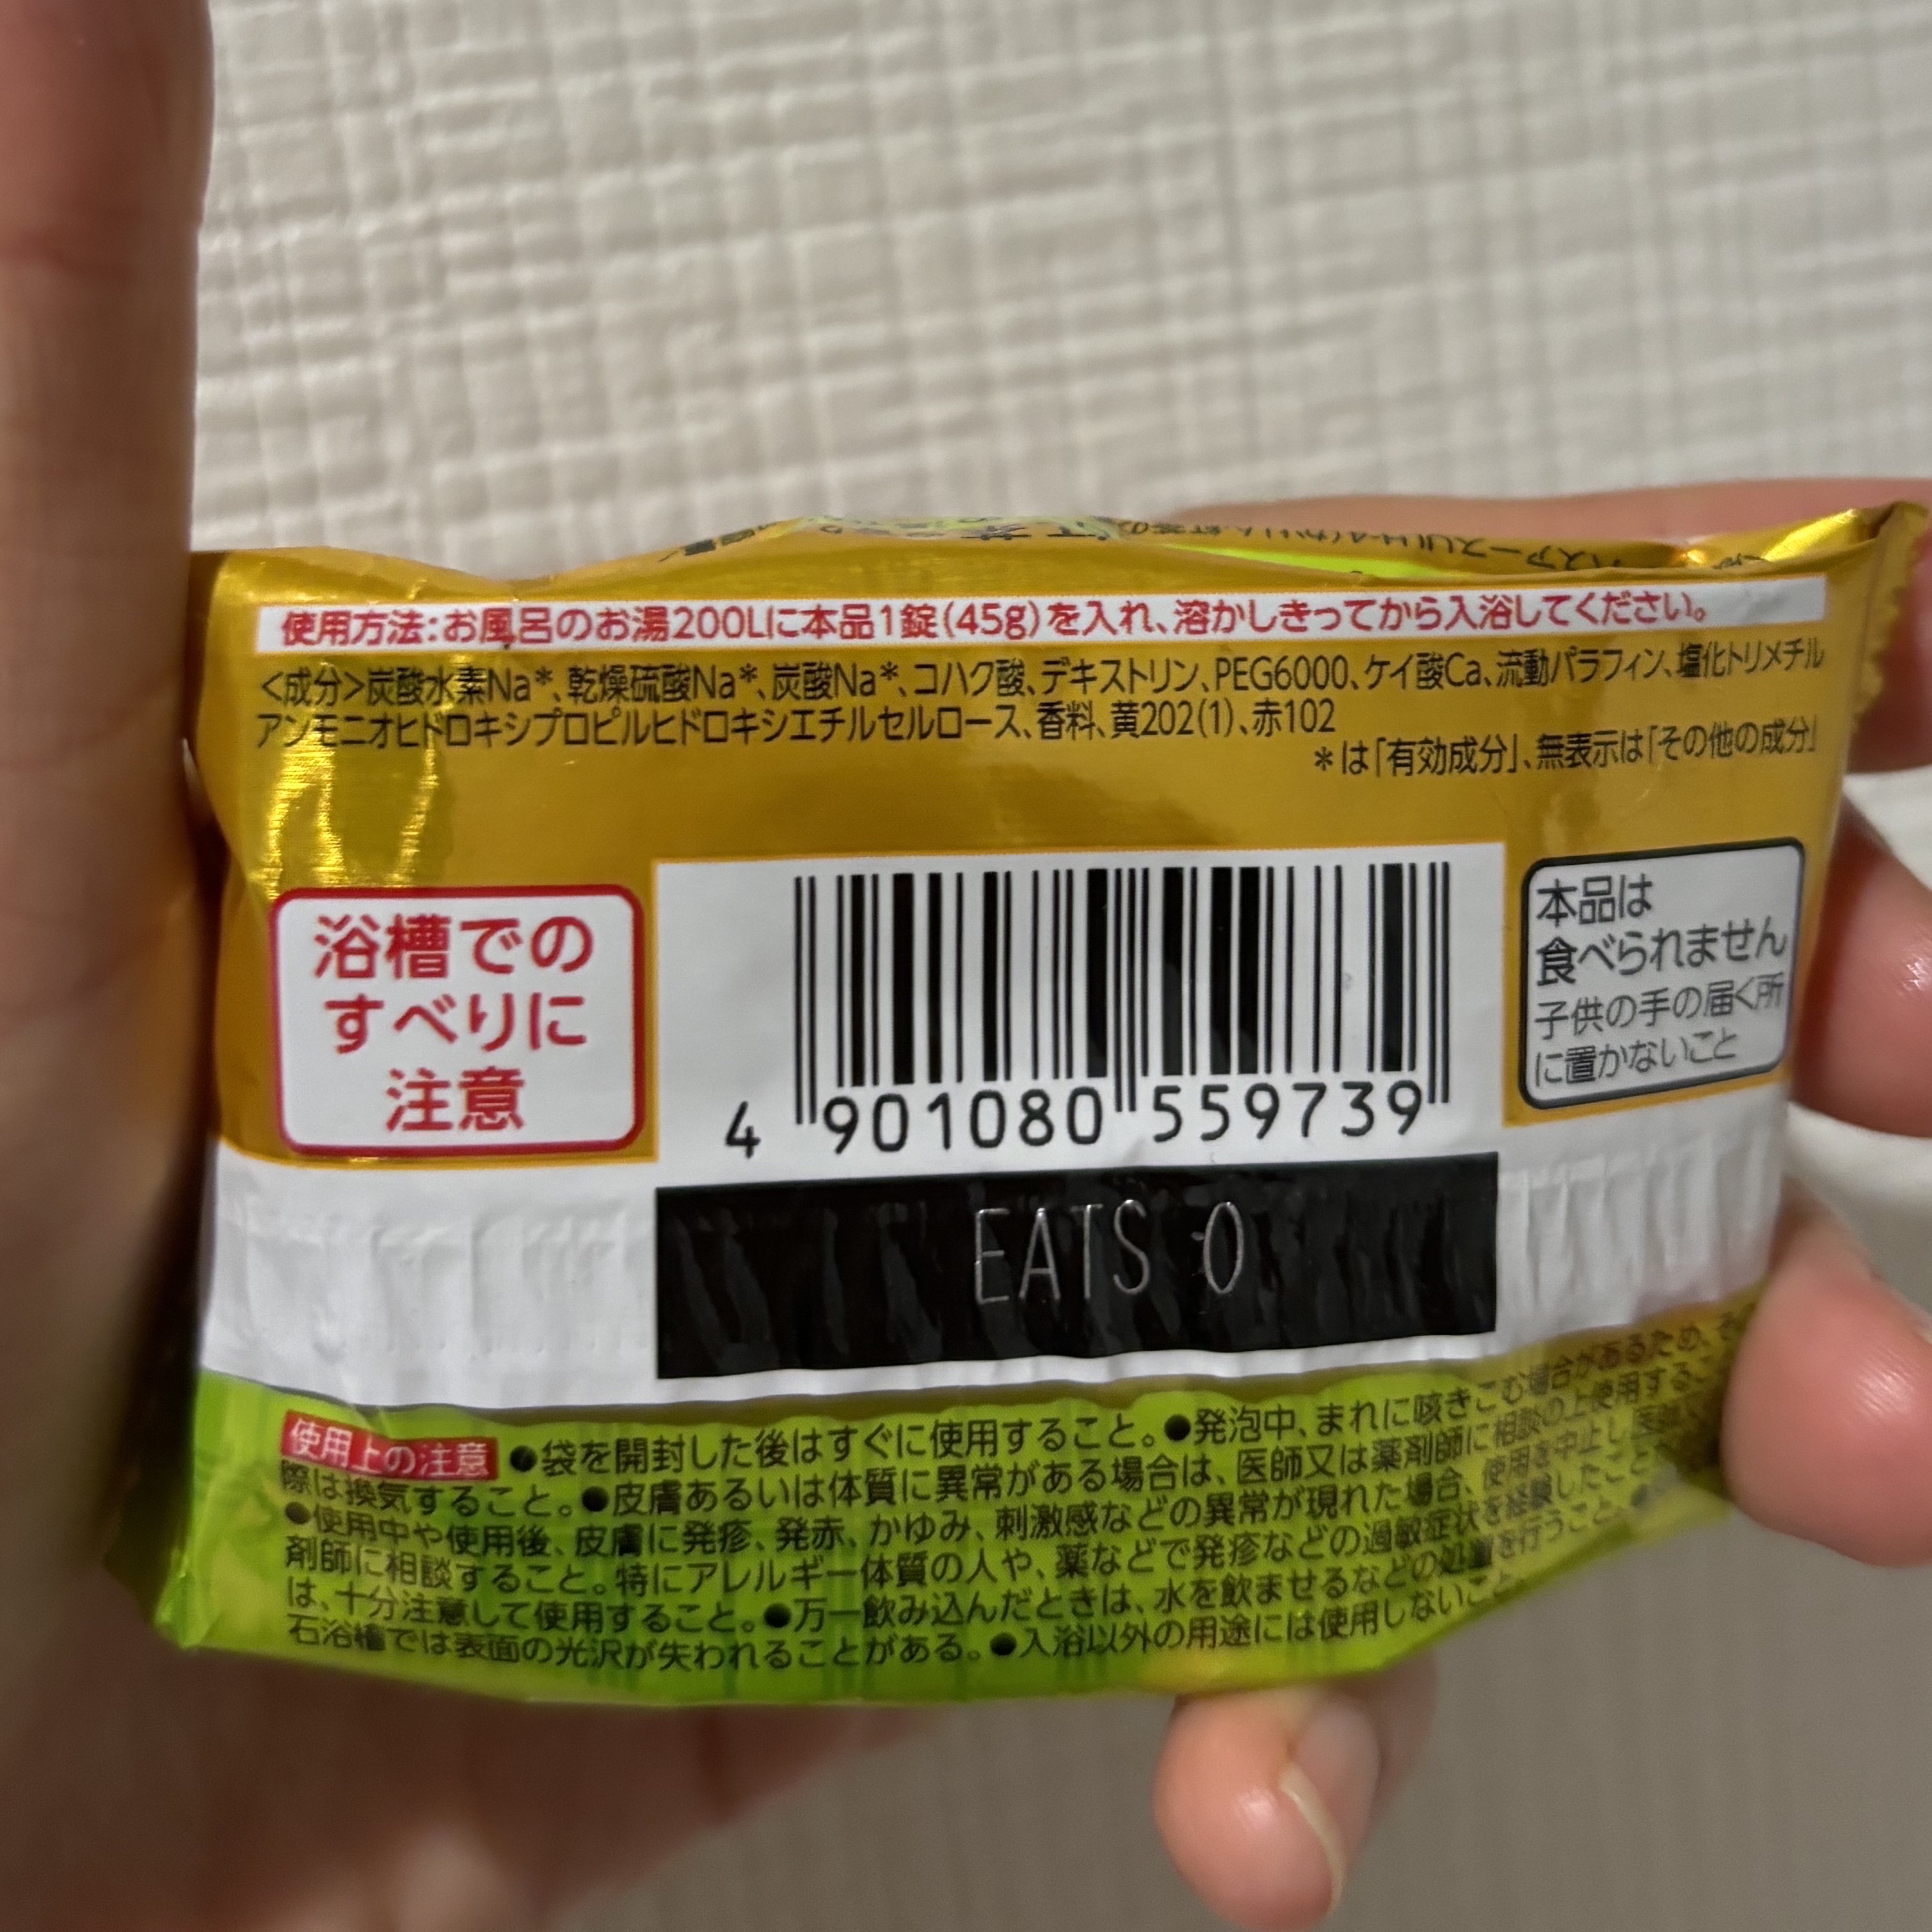 使用方法:お風呂のお湯200Lに本品1錠(45g)を入れ、溶かしきってから入浴してください。
<成分>炭酸水素Na*、乾燥硫酸Na*、炭酸Na*、コハク酸、デキストリン、PEG6000、ケイ酸Ca、流動パラフィン、塩化トリメチル
アンモニオヒドロキシプロピルヒドロキシエチルセルロース、香料、黄202(1)、赤102
*は「有効成分」、無表示は「その他の成分」
浴槽での
すべりに
注意
4 901080 559739
本品は
食べられません
子供の手の届く所
に置かないこと
EATS 0
使用上の注意 ●袋を開封した後はすぐに使用すること。●発泡中、まれに咳きこむ場合があるため、
際は換気すること。●皮膚あるいは体質に異常がある場合は、医師又は薬剤師に相談の上使用するこ
●使用中や使用後、皮膚に発疹、発赤、かゆみ、刺激感などの異常が現れた場合、使用を中止し、医師
剤師に相談すること。特にアレルギー体質の人や、薬などで発疹などの過敏症状を経験したこと
は、十分注意して使用すること。●万一飲み込んだときは、水を飲ませるなどの処置を行うこと。●
石浴槽では表面の光沢が失われることがある。●入浴以外の用途には使用しないこと。